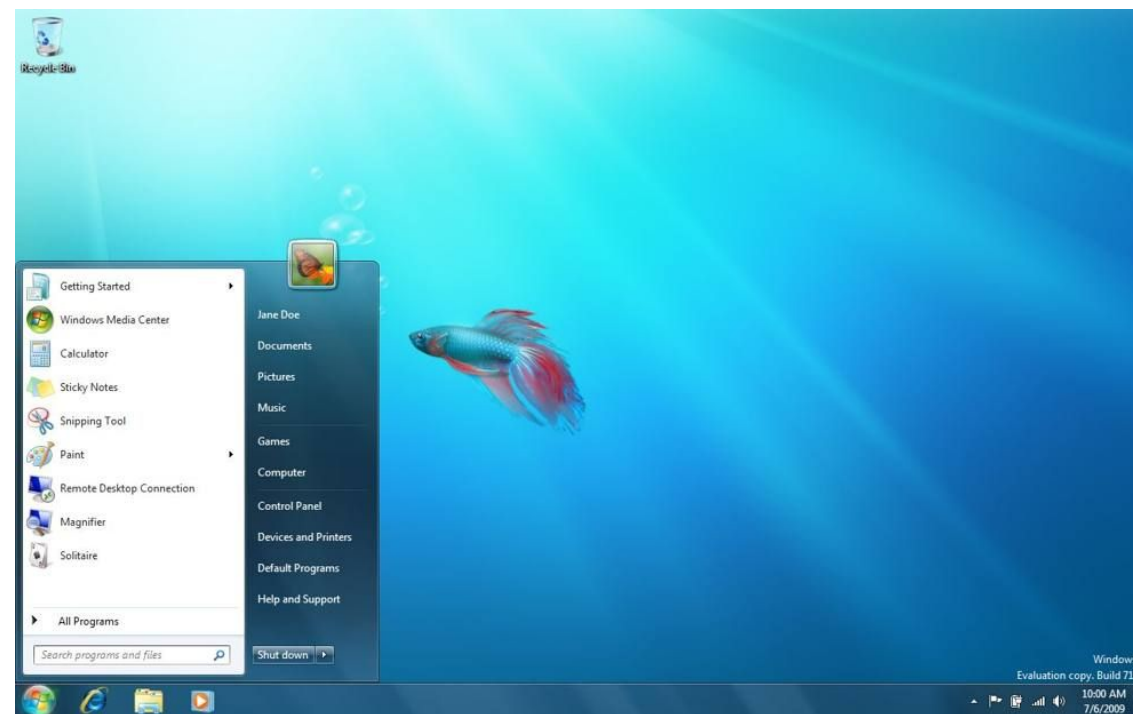 Recycle Bin
Getting Started
Windows Media Center
Calculator
Sticky Notes
Snipping Tool
Paint
Remote Desktop Connection
Magnifier
Solitaire
All Programs
Search programs and files
Jane Doe
Documents
Pictures
Music
Games
Computer
Control Panel
Devices and Printers
Default Programs
Help and Support
Shut down
Window
Evaluation copy. Build 71
10:00 AM
7/6/2009